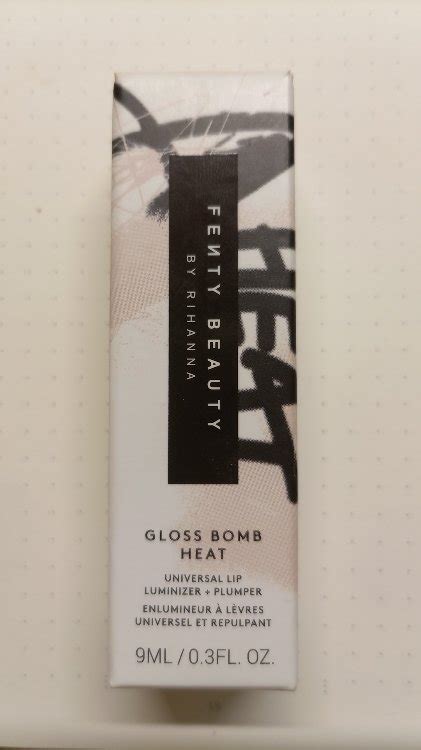 FEИTY BEAUTY
BY RIHANNA
HEAT
GLOSS BOMB
HEAT
UNIVERSAL LIP
LUMINIZER + PLUMPER
ENLUMINEUR À LÈVRES
UNIVERSEL ET REPULPANT
9ML / 0.3FL. OZ.